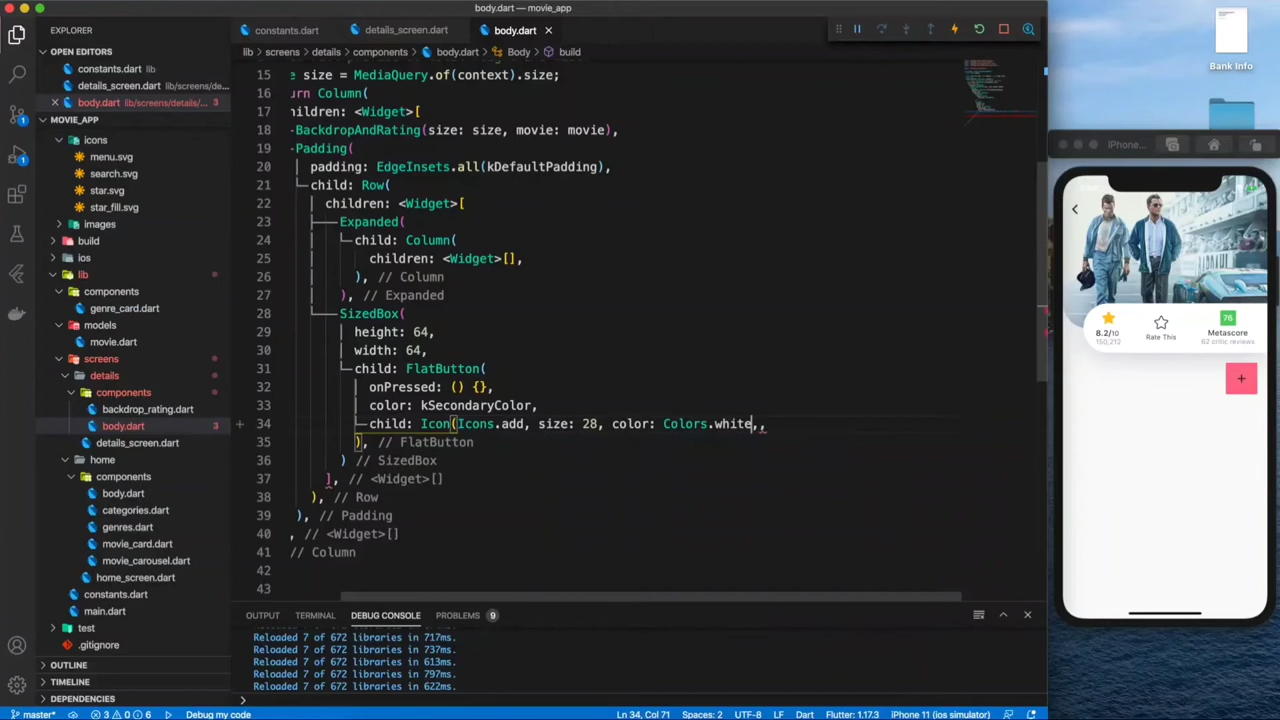 body.dart — movie_app
EXPLORER
constants.dart
details_screen.dart
body.dart
OPEN EDITORS
constants.dart lib
details_screen.dart lib/screens/de...
body.dart lib/screens/details/... 3
MOVIE_APP
icons
menu.svg
search.svg
star.svg
star_fill.svg
images
build
ios
lib
components
genre_card.dart
models
movie.dart
screens
details
components
backdrop_rating.dart
body.dart 3
details_screen.dart
home
components
body.dart
categories.dart
genres.dart
movie_card.dart
movie_carousel.dart
home_screen.dart
constants.dart
main.dart
test
.gitignore
OUTLINE
TIMELINE
DEPENDENCIES
1
1
lib > screens > details > components > body.dart > Body > build
15 e size = MediaQuery.of(context).size;
16 urn Column(
17 hildren: <Widget>[
18 BackdropAndRating(size: size, movie: movie),
19 Padding(
20 padding: EdgeInsets.all(kDefaultPadding),
21 child: Row(
22 children: <Widget>[
23 Expanded(
24 child: Column(
25 children: <Widget>[],
26 ), // Column
27 ), // Expanded
28 SizedBox(
29 height: 64,
30 width: 64,
31 child: FlatButton(
32 onPressed: () {},
33 color: kSecondaryColor,
34 child: Icon(Icons.add, size: 28, color: Colors.white,,
35 ), // FlatButton
36 ) // SizedBox
37 ], // <Widget>[]
38 ), // Row
39 ), // Padding
40 , // <Widget>[]
41 // Column
42
43
OUTPUT TERMINAL DEBUG CONSOLE PROBLEMS 9
Reloaded 7 of 672 libraries in 717ms.
Reloaded 7 of 672 libraries in 737ms.
Reloaded 7 of 672 libraries in 613ms.
Reloaded 7 of 672 libraries in 797ms.
Reloaded 7 of 672 libraries in 622ms.
master* 3 0 6 Debug my code Ln 34, Col 71 Spaces: 2 UTF-8 LF Dart Flutter: 1.17.3 iPhone 11 (ios simulator)
Bank Info
iPhone...
8.2/10
150,212
Rate This
76
Metascore
62 critic reviews